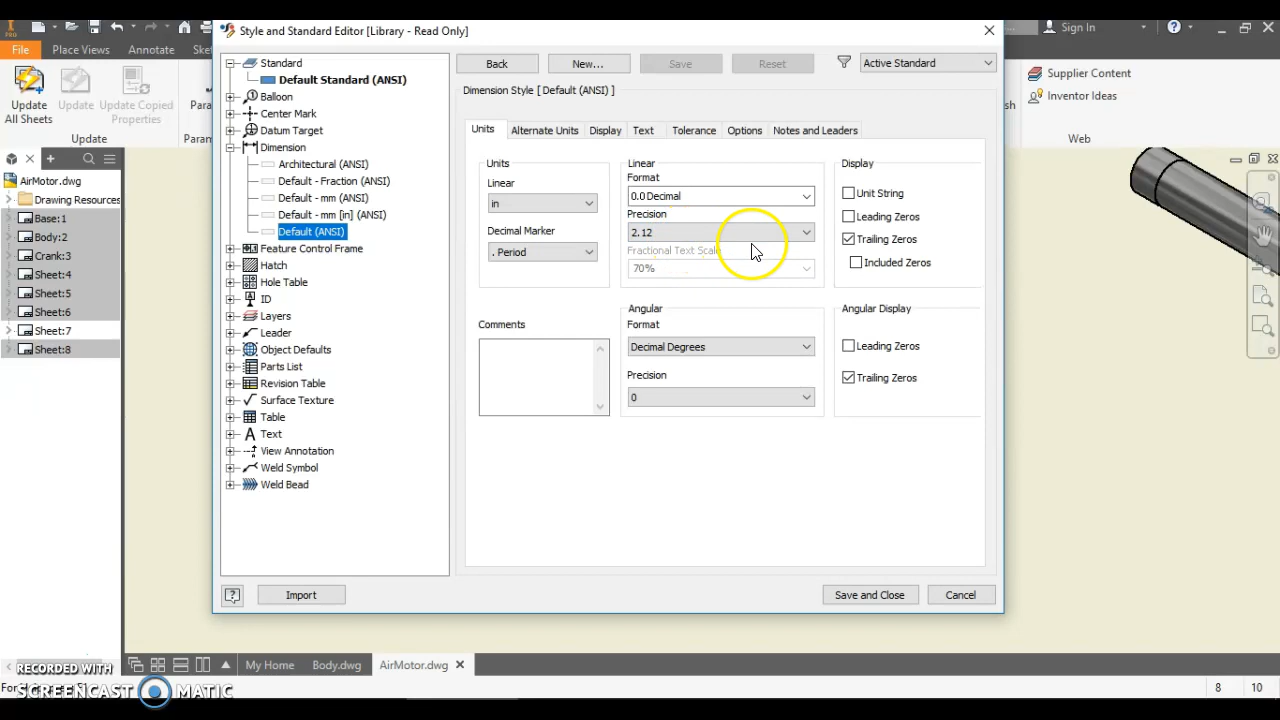 PRO
Sign In
File
Place Views
Annotate
Sket
Update
All Sheets
Update
Update Copied
Properties
Update
Supplier Content
Inventor Ideas
Web
AirMotor.dwg
Drawing Resources
Base:1
Body:2
Crank:3
Sheet:4
Sheet:5
Sheet:6
Sheet:7
Sheet:8
Style and Standard Editor [Library - Read Only]
Standard
Default Standard (ANSI)
Balloon
Center Mark
Datum Target
Dimension
Architectural (ANSI)
Default - Fraction (ANSI)
Default - mm (ANSI)
Default - mm [in] (ANSI)
Default (ANSI)
Feature Control Frame
Hatch
Hole Table
ID
Layers
Leader
Object Defaults
Parts List
Revision Table
Surface Texture
Table
Text
View Annotation
Weld Symbol
Weld Bead
Back
New...
Save
Reset
Active Standard
Dimension Style [ Default (ANSI) ]
Units
Alternate Units
Display
Text
Tolerance
Options
Notes and Leaders
Units
Linear
in
Decimal Marker
. Period
Linear
Format
0.0 Decimal
Precision
2.12
Fractional Text Scale
70%
Display
Unit String
Leading Zeros
Trailing Zeros
Included Zeros
Comments
Angular
Format
Decimal Degrees
Precision
0
Angular Display
Leading Zeros
Trailing Zeros
Import
Save and Close
Cancel
My Home
Body.dwg
AirMotor.dwg
RECORDED WITH
SCREENCAST MATIC
8
10